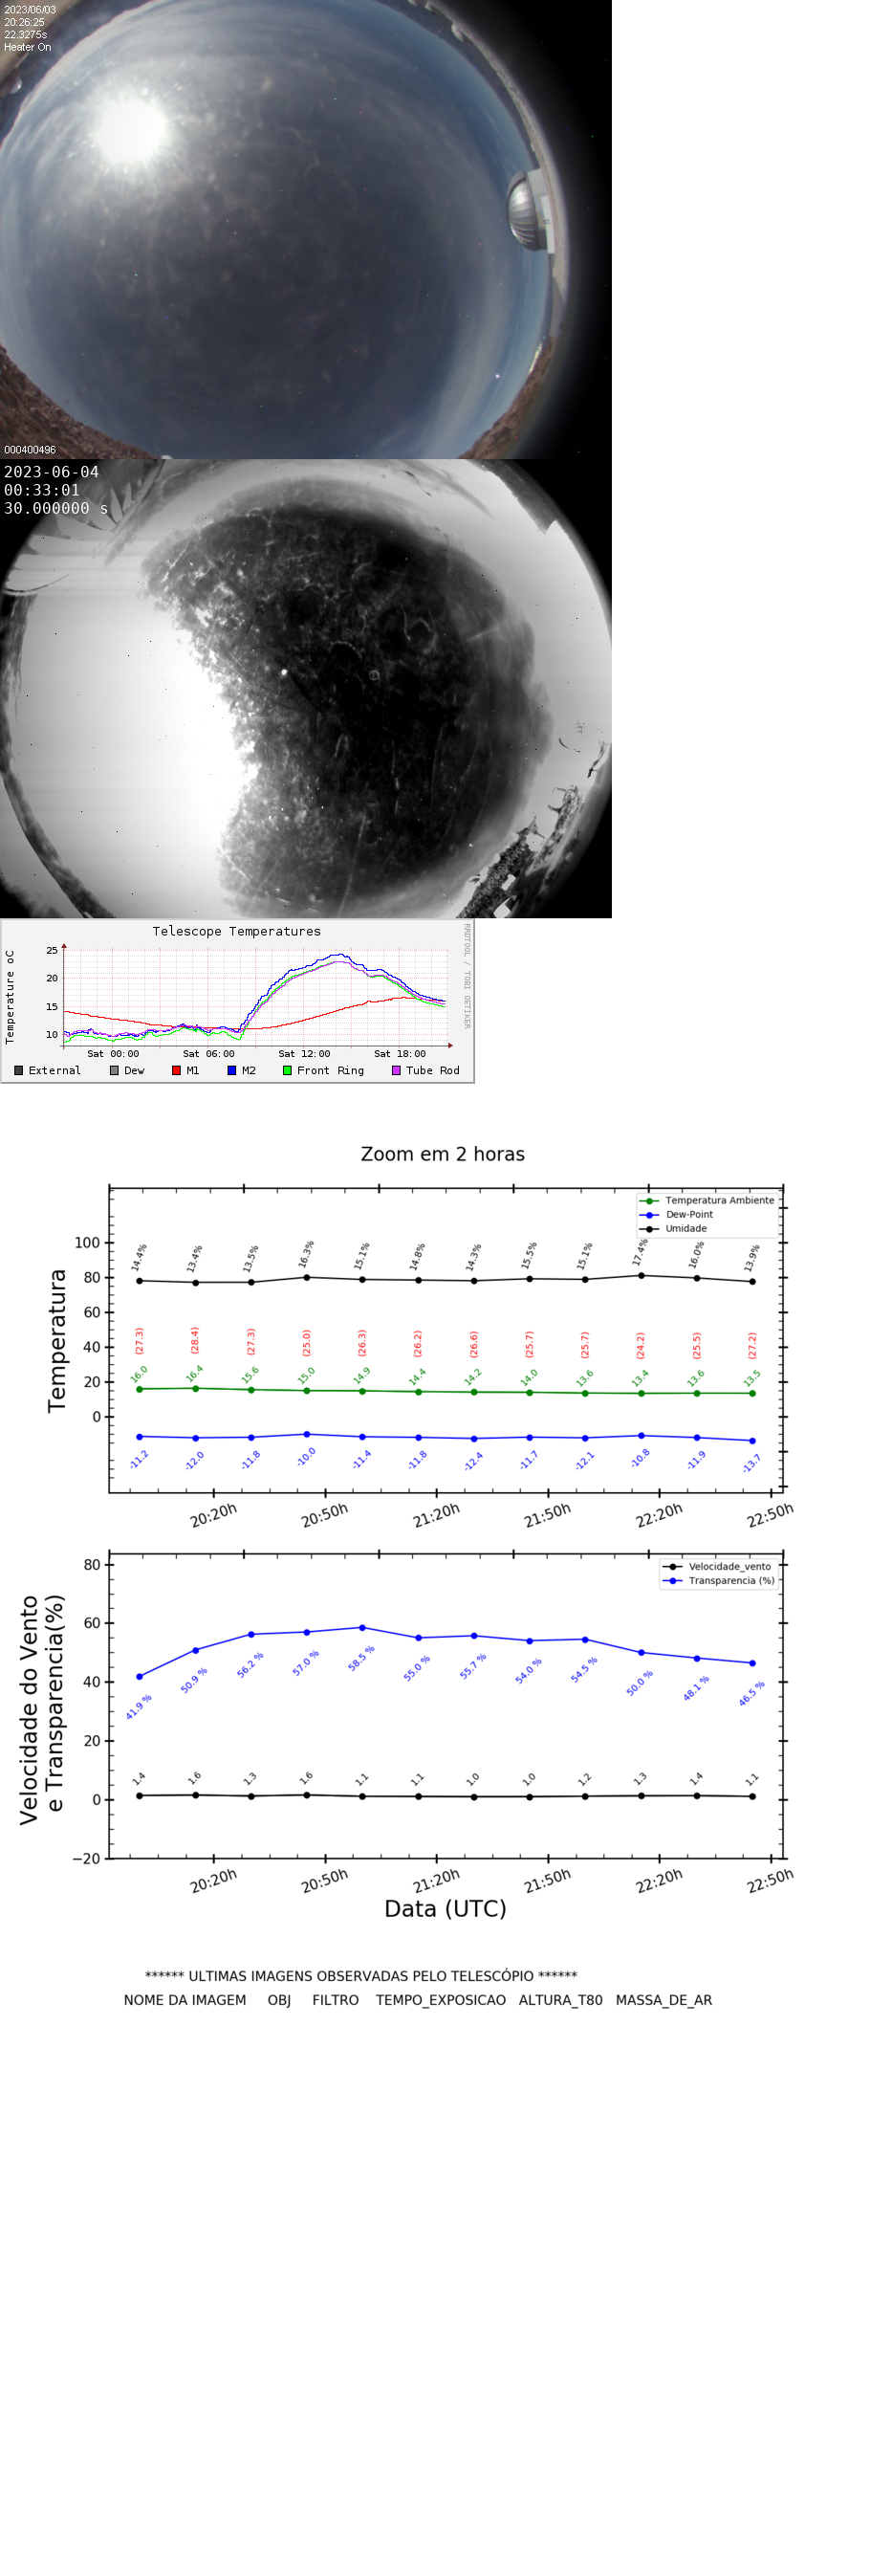 2023/06/03
20:26:25
22.3275s
Heater On
000400496
2023-06-04
00:33:01
30.000000 s
Telescope Temperatures
RRDTOOL / TOBI OETIKER
Temperature oC
25
20
15
10
Sat 00:00 Sat 06:00 Sat 12:00 Sat 18:00
External Dew M1 M2 Front Ring Tube Rod
Zoom em 2 horas
Temperatura Ambiente
Dew-Point
Umidade
Temperatura
100
80
60
40
20
0
14.4% 13.4% 13.5% 16.3% 15.1% 14.8% 14.3% 15.5% 15.1% 17.4% 16.0% 13.9%
(27.3) (28.4) (27.3) (25.0) (26.3) (26.2) (26.6) (25.7) (25.7) (24.2) (25.5) (27.2)
16.0 16.4 15.6 15.0 14.9 14.4 14.2 14.0 13.6 13.4 13.6 13.5
-11.2 -12.0 -11.8 -10.0 -11.4 -11.8 -12.4 -11.7 -12.1 -10.8 -11.9 -13.7
20:20h 20:50h 21:20h 21:50h 22:20h 22:50h
Velocidade_vento
Transparencia (%)
Velocidade do Vento
e Transparencia(%)
80
60
40
20
0
−20
41.9 % 50.9 % 56.2 % 57.0 % 58.5 % 55.0 % 55.7 % 54.0 % 54.5 % 50.0 % 48.1 % 46.5 %
1.4 1.6 1.3 1.6 1.1 1.1 1.0 1.0 1.2 1.3 1.4 1.1
20:20h 20:50h 21:20h 21:50h 22:20h 22:50h
Data (UTC)
****** ULTIMAS IMAGENS OBSERVADAS PELO TELESCÓPIO ******
NOME DA IMAGEM OBJ FILTRO TEMPO_EXPOSICAO ALTURA_T80 MASSA_DE_AR